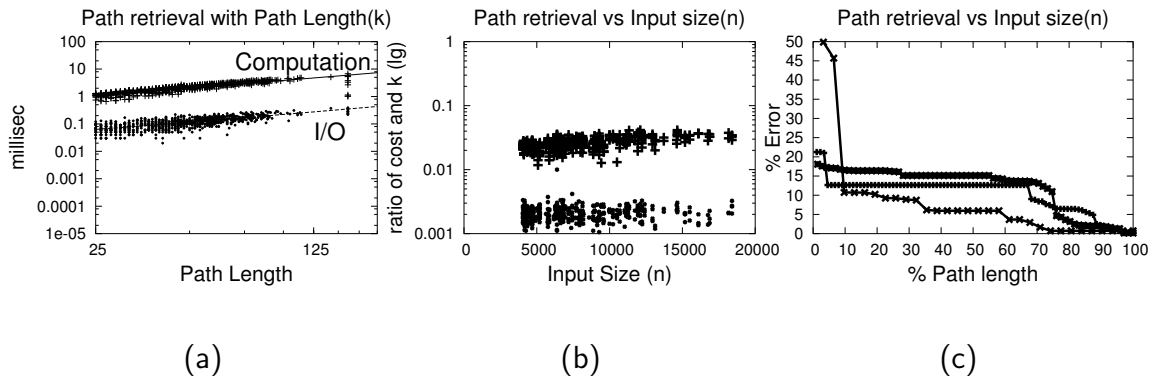 Path retrieval with Path Length(k)
100
10
1
0.1
0.01
0.001
0.0001
1e-05
25
125
millisec
Path Length
Computation
I/O
(a)
Path retrieval vs Input size(n)
1
0.1
0.01
0.001
0
5000
10000
15000
20000
ratio of cost and k (lg)
Input Size (n)
(b)
Path retrieval vs Input size(n)
50
45
40
35
30
25
20
15
10
5
0
0
10
20
30
40
50
60
70
80
90
100
% Error
% Path length
(c)